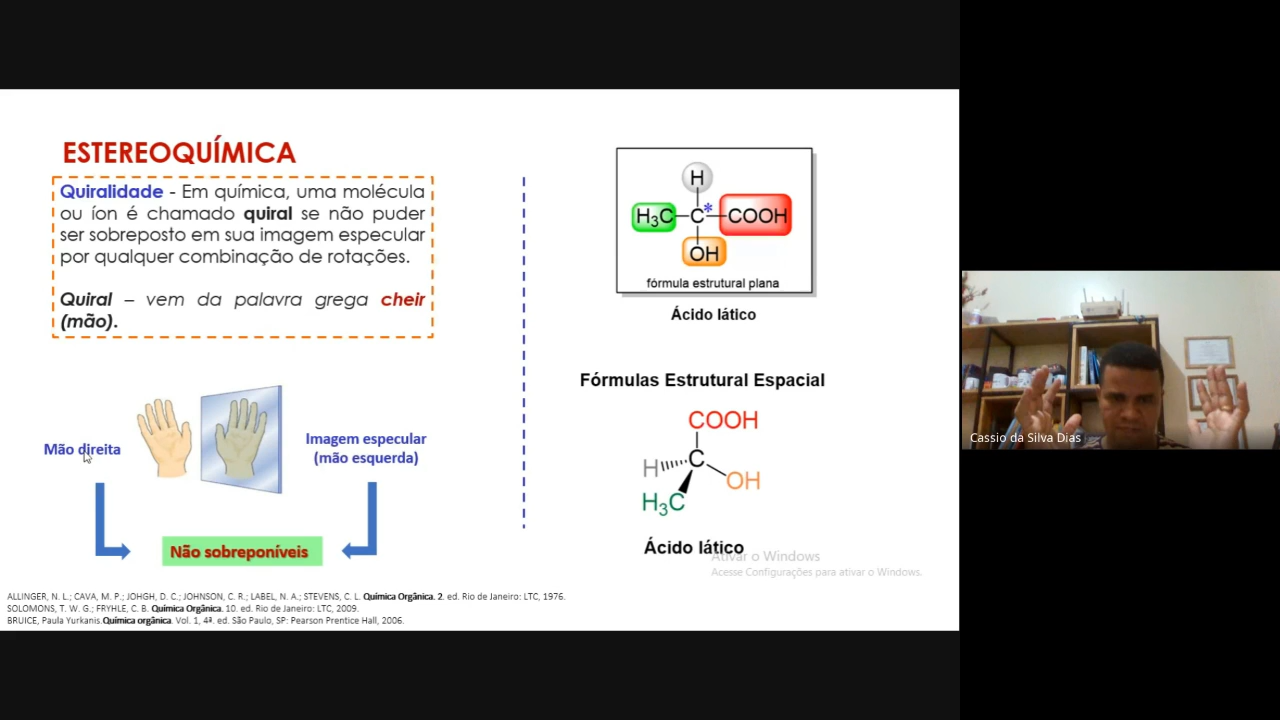 ESTEREOQUÍMICA
Quiralidade - Em química, uma molécula
ou íon é chamado quiral se não puder
ser sobreposto em sua imagem especular
por qualquer combinação de rotações.
Quiral – vem da palavra grega cheir
(mão).
Mão direita
Imagem especular
(mão esquerda)
Não sobreponíveis
H
H₃C C* COOH
OH
fórmula estrutural plana
Ácido lático
Fórmulas Estrutural Espacial
COOH
H C
OH
H₃C
Ácido lático
Ativar o Windows
Acesse Configurações para ativar o Windows.
ALLINGER, N. L.; CAVA, M. P.; JOHGH, D. C.; JOHNSON, C. R.; LABEL, N. A.; STEVENS, C. L. Química Orgânica. 2. ed. Rio de Janeiro: LTC, 1976.
SOLOMONS, T. W. G.; FRYHLE, C. B. Química Orgânica. 10. ed. Rio de Janeiro: LTC, 2009.
BRUICE, Paula Yurkanis.Química orgânica. Vol. 1, 4ª. ed. São Paulo, SP: Pearson Prentice Hall, 2006.
Cassio da Silva Dias